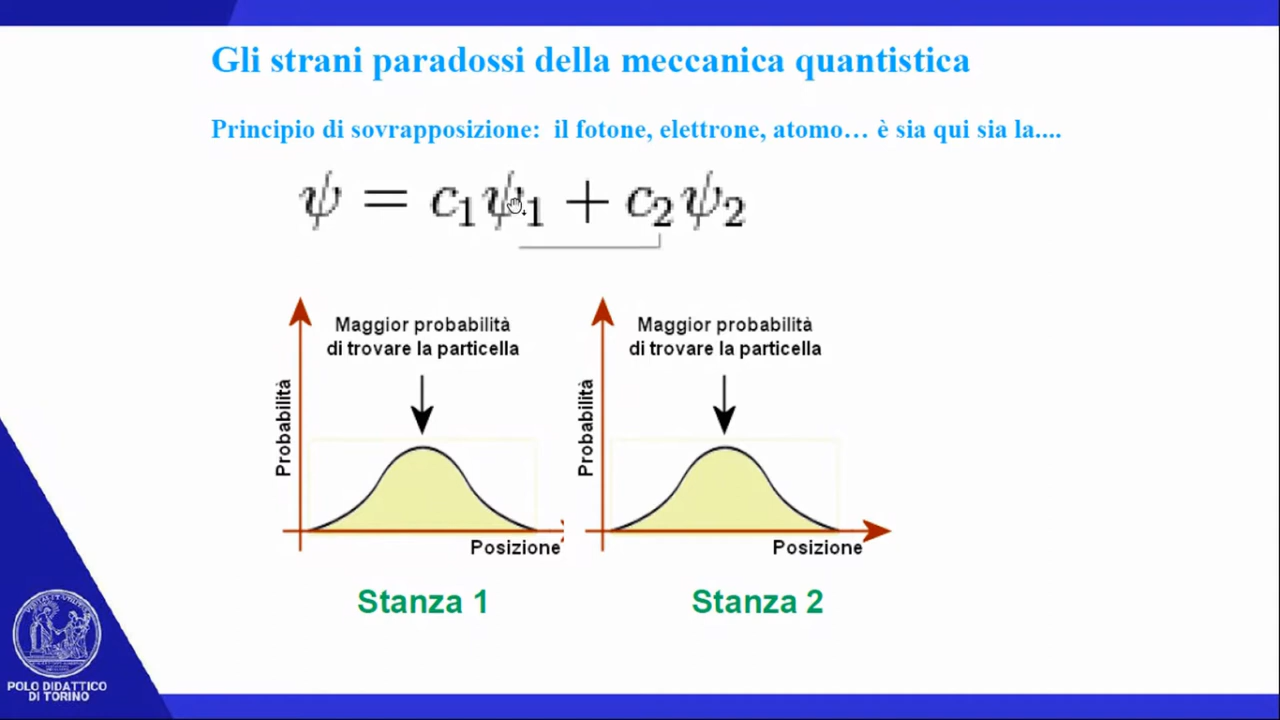 Gli strani paradossi della meccanica quantistica
Principio di sovrapposizione: il fotone, elettrone, atomo… è sia qui sia la....
ψ = c₁ψ₁ + c₂ψ₂
Maggior probabilità
di trovare la particella
Probabilità
Posizione
Stanza 1
Maggior probabilità
di trovare la particella
Probabilità
Posizione
Stanza 2
POLO DIDATTICO
DI TORINO